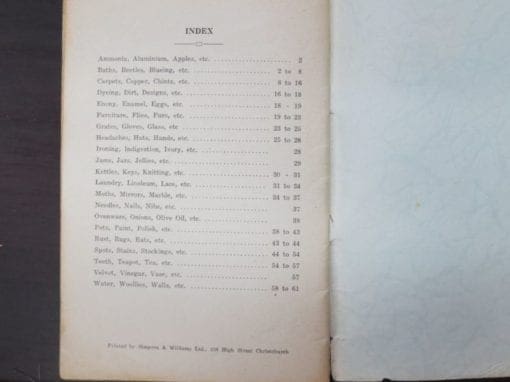 INDEX
Ammonia, Aluminium, Apples, etc. 2
Baths, Beetles, Blueing, etc. 2 to 8
Carpets, Copper, Chintz, etc. 8 to 16
Dyeing, Dirt, Designs, etc. 16 to 18
Ebony, Enamel, Eggs, etc. 18 - 19
Furniture, Flies, Furs, etc. 19 to 23
Grates, Gloves, Glass, etc 23 to 25
Headaches, Hats, Hands, etc. 25 to 28
Ironing, Indigestion, Ivory, etc. 28
Jams, Jars, Jellies, etc. 29
Kettles, Keys, Knitting, etc. 30 - 31
Laundry, Linoleum, Lace, etc. 31 to 34
Moths, Mirrors, Marble, etc. 34 to 37
Needles, Nails, Nibs, etc. 37
Ovenware, Onions, Olive Oil, etc. 38
Pets, Paint, Polish, etc. 38 to 43
Rust, Rugs, Rats, etc. 43 to 44
Spots, Stains, Stockings, etc. 44 to 54
Teeth, Teapot, Tea, etc. 54 to 57
Velvet, Vinegar, Vase, etc. 57
Water, Woollies, Walls, etc. 58 to 61
Printed by Simpson & Williams Ltd., High Street Christchurch